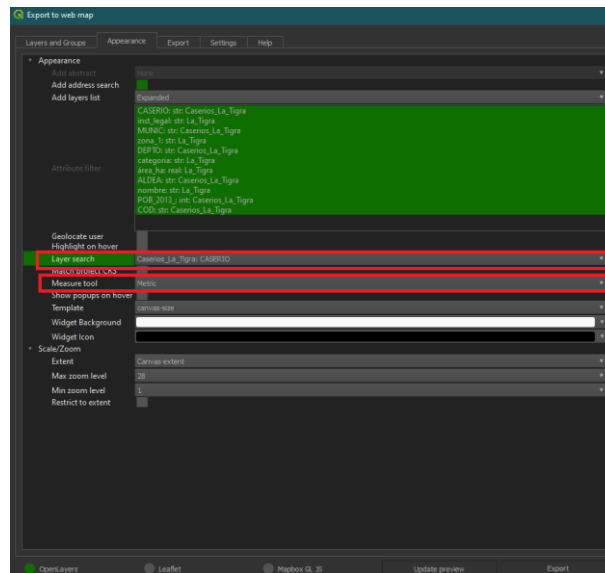 Export to web map
Layers and Groups Appearance Export Settings Help
Appearance
Add abstract None
Add address search
Add layers list Expanded
CASERIO: str: Caserios_La_Tigra
inst_legal: str: La_Tigra
MUNIC: str: Caserios_La_Tigra
zona_1: str: La_Tigra
DEPTO: str: Caserios_La_Tigra
categoria: str: La_Tigra
Attribute filter área_ha: real: La_Tigra
ALDEA: str: Caserios_La_Tigra
nombre: str: La_Tigra
POB_2013_: int: Caserios_La_Tigra
COD: str: Caserios_La_Tigra
Geolocate user
Highlight on hover
Layer search Caserios_La_Tigra: CASERIO
Match project CRS
Measure tool Metric
Show popups on hover
Template canvas-size
Widget Background
Widget Icon
Scale/Zoom
Extent Canvas extent
Max zoom level 28
Min zoom level 1
Restrict to extent
OpenLayers Leaflet Mapbox GL JS Update preview Export